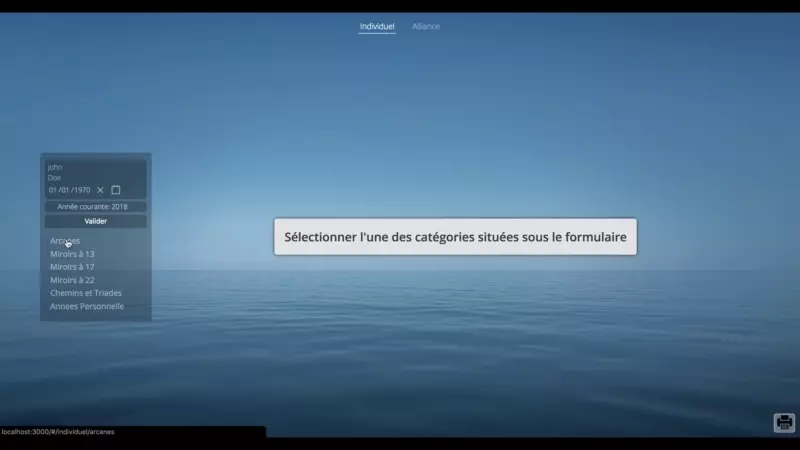 Individuel Alliance
John
Doe
01 /01 /1970
Année courante: 2018
Valider
Arcanes
Miroirs à 13
Miroirs à 17
Miroirs à 22
Chemins et Triades
Annees Personnelle
Sélectionner l'une des catégories situées sous le formulaire
localhost:3000/#/individuel/arcanes